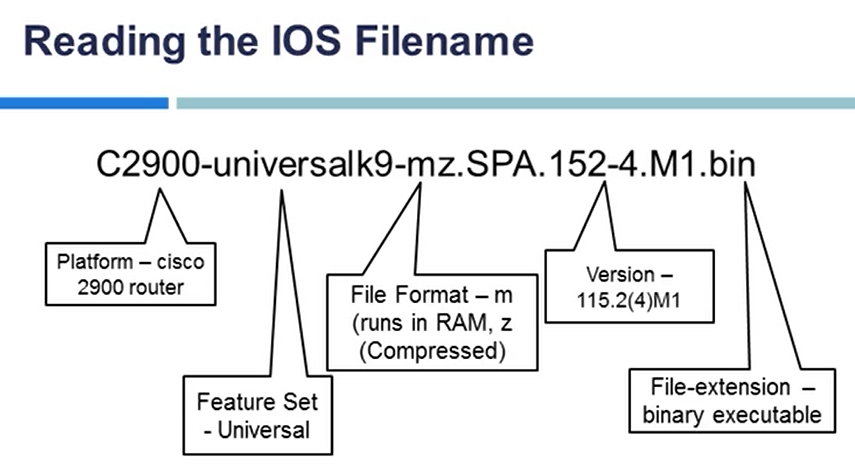 Reading the IOS Filename
C2900-universalk9-mz.SPA.152-4.M1.bin
Platform – cisco
2900 router
Feature Set
- Universal
File Format – m
(runs in RAM, z
(Compressed)
Version –
115.2(4)M1
File-extension –
binary executable